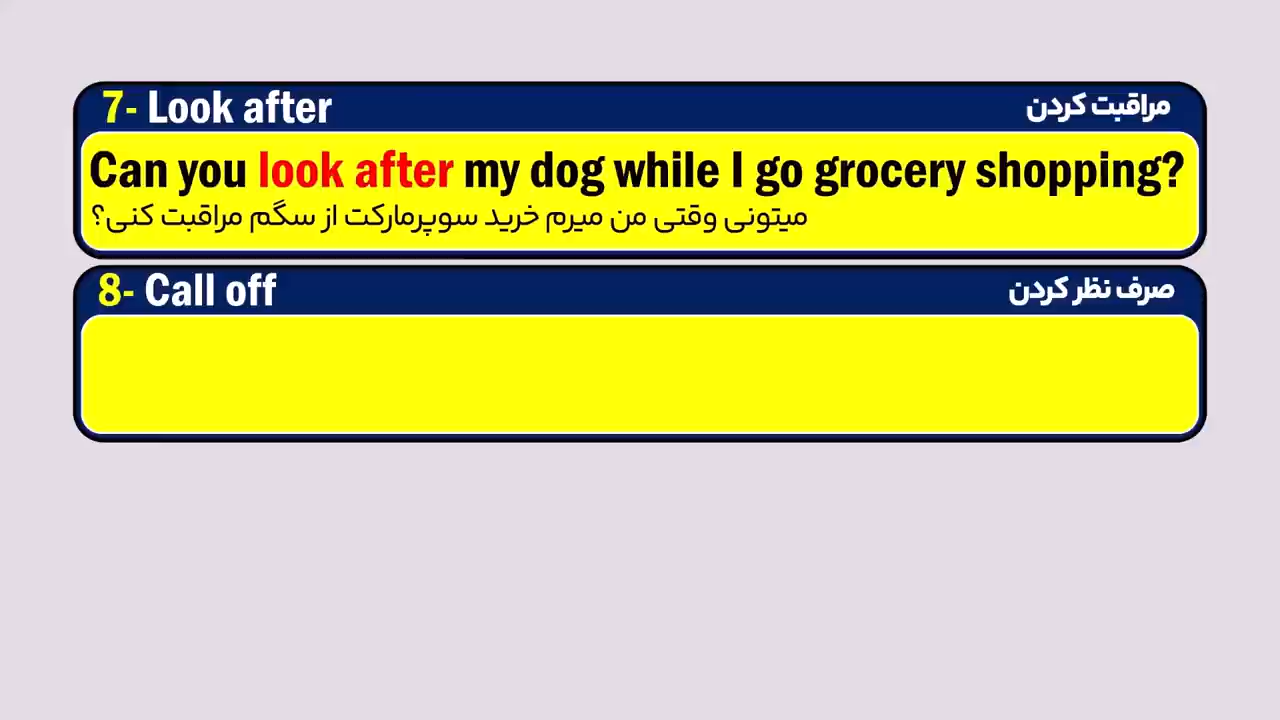 7- Look after مراقبت کردن
Can you look after my dog while I go grocery shopping?
میتونی وقتی من میرم خرید سوپرمارکت از سگم مراقبت کنی؟
8- Call off صرف نظر کردن